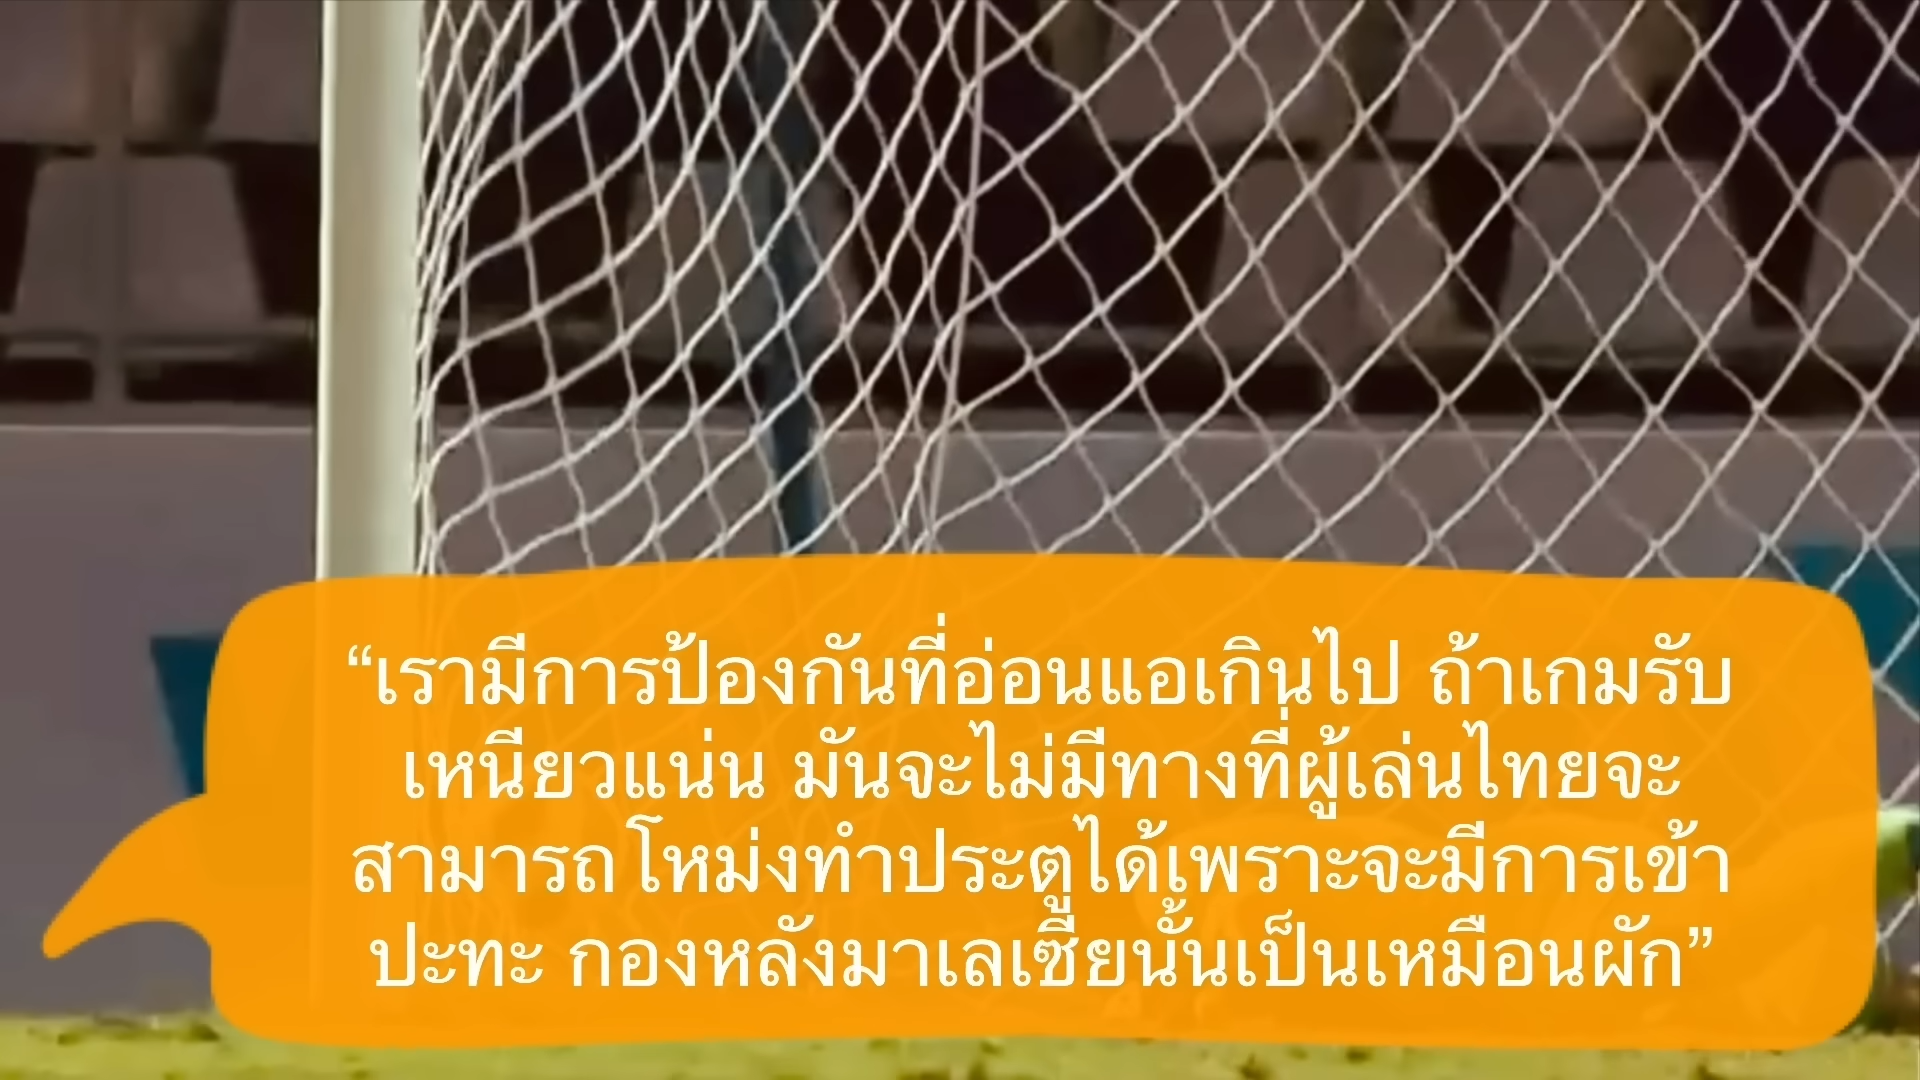 “เรามีการป้องกันที่อ่อนแอเกินไป ถ้าเกมรับ
เหนียวแน่น มันจะไม่มีทางที่ผู้เล่นไทยจะ
สามารถโหม่งทำประตูได้เพราะจะมีการเข้า
ปะทะ กองหลังมาเลเซียนั้นเป็นเหมือนผัก”